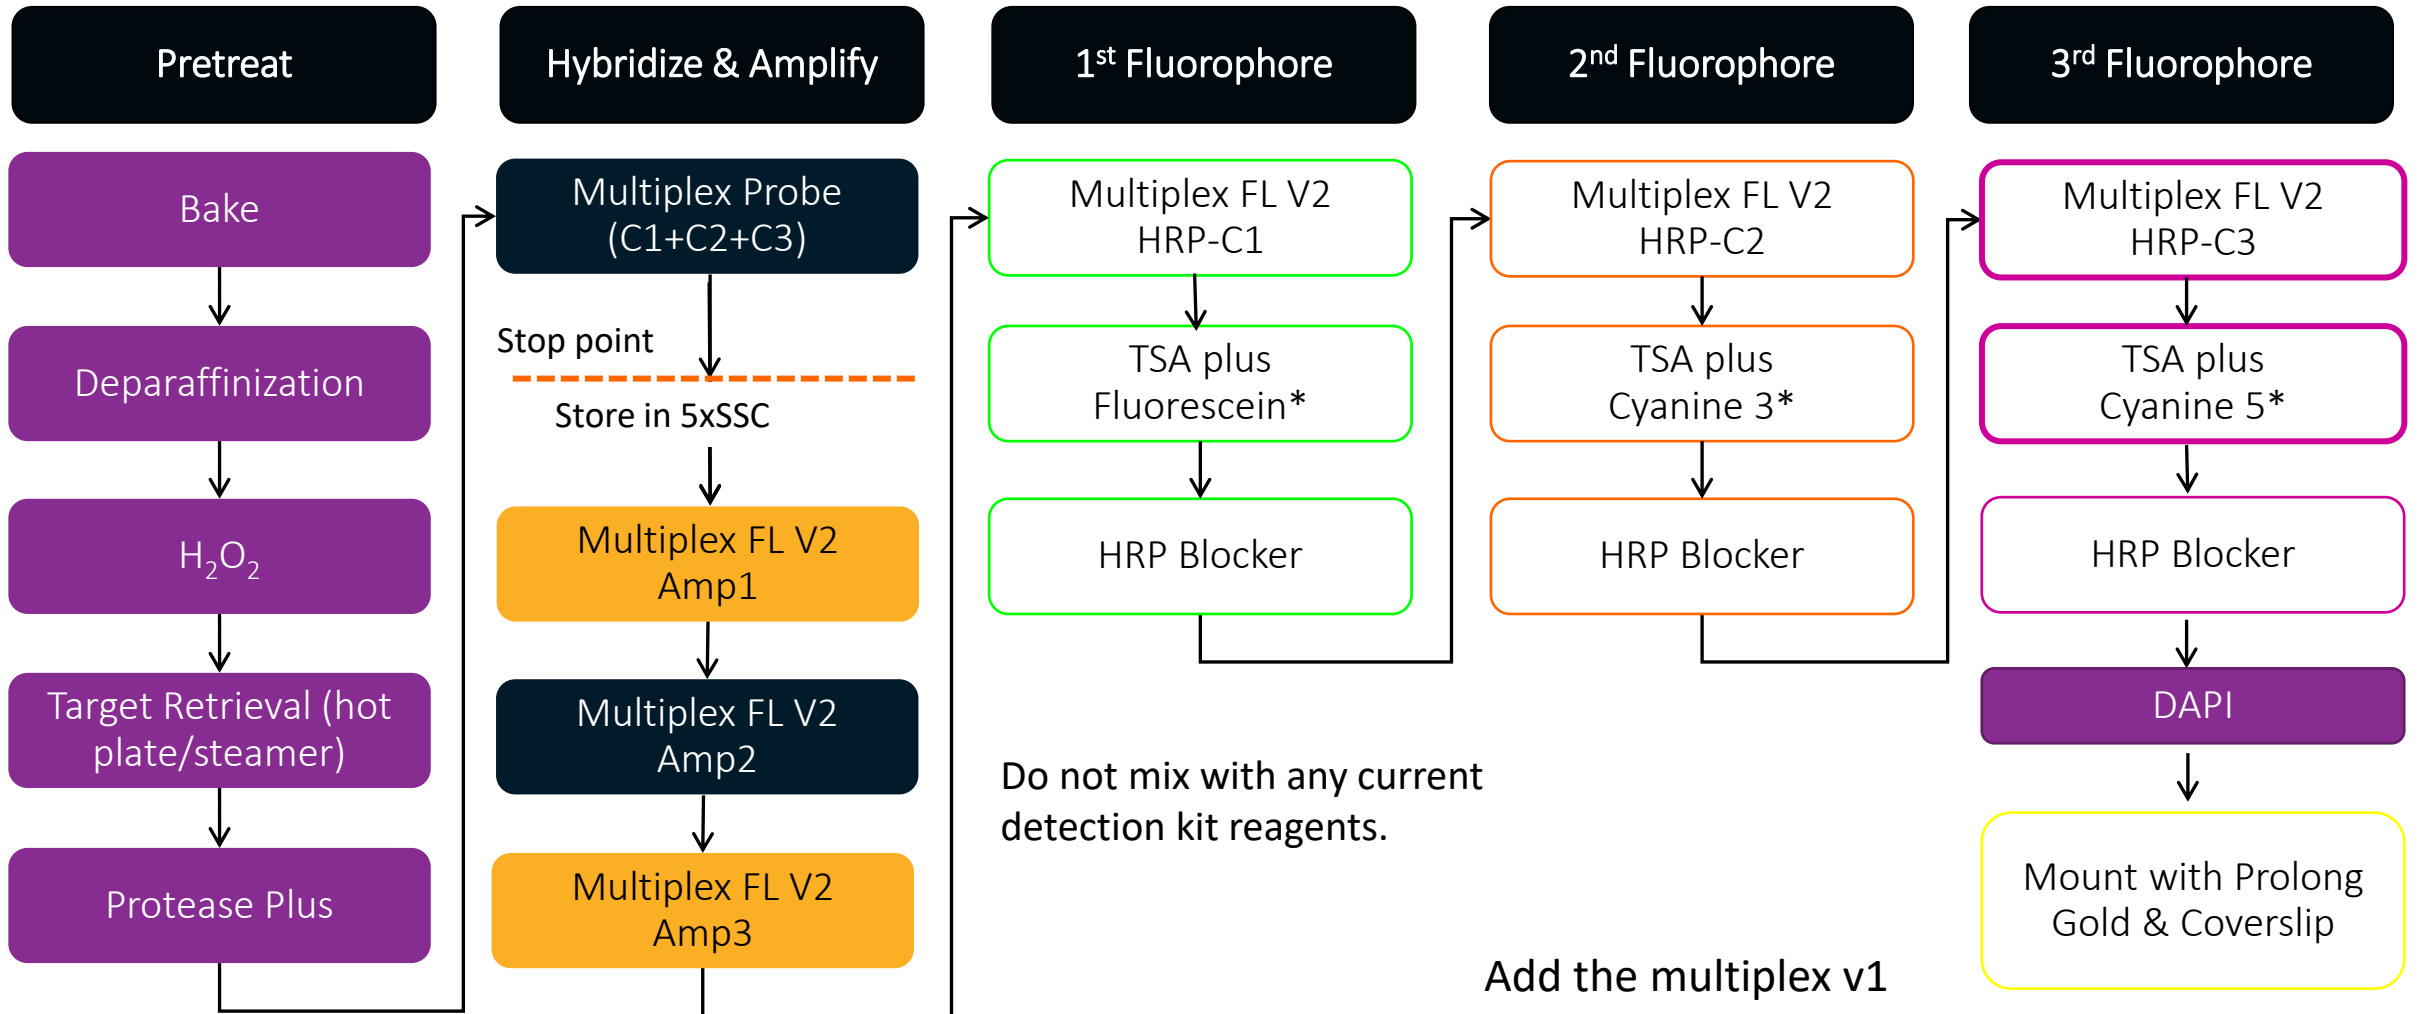 Pretreat
Bake
Deparaffinization
H₂O₂
Target Retrieval (hot
plate/steamer)
Protease Plus
Hybridize & Amplify
Multiplex Probe
(C1+C2+C3)
Stop point
Store in 5xSSC
Multiplex FL V2
Amp1
Multiplex FL V2
Amp2
Multiplex FL V2
Amp3
1st Fluorophore
Multiplex FL V2
HRP-C1
TSA plus
Fluorescein*
HRP Blocker
Do not mix with any current
detection kit reagents.
2nd Fluorophore
Multiplex FL V2
HRP-C2
TSA plus
Cyanine 3*
HRP Blocker
Add the multiplex v1
3rd Fluorophore
Multiplex FL V2
HRP-C3
TSA plus
Cyanine 5*
HRP Blocker
DAPI
Mount with Prolong
Gold & Coverslip